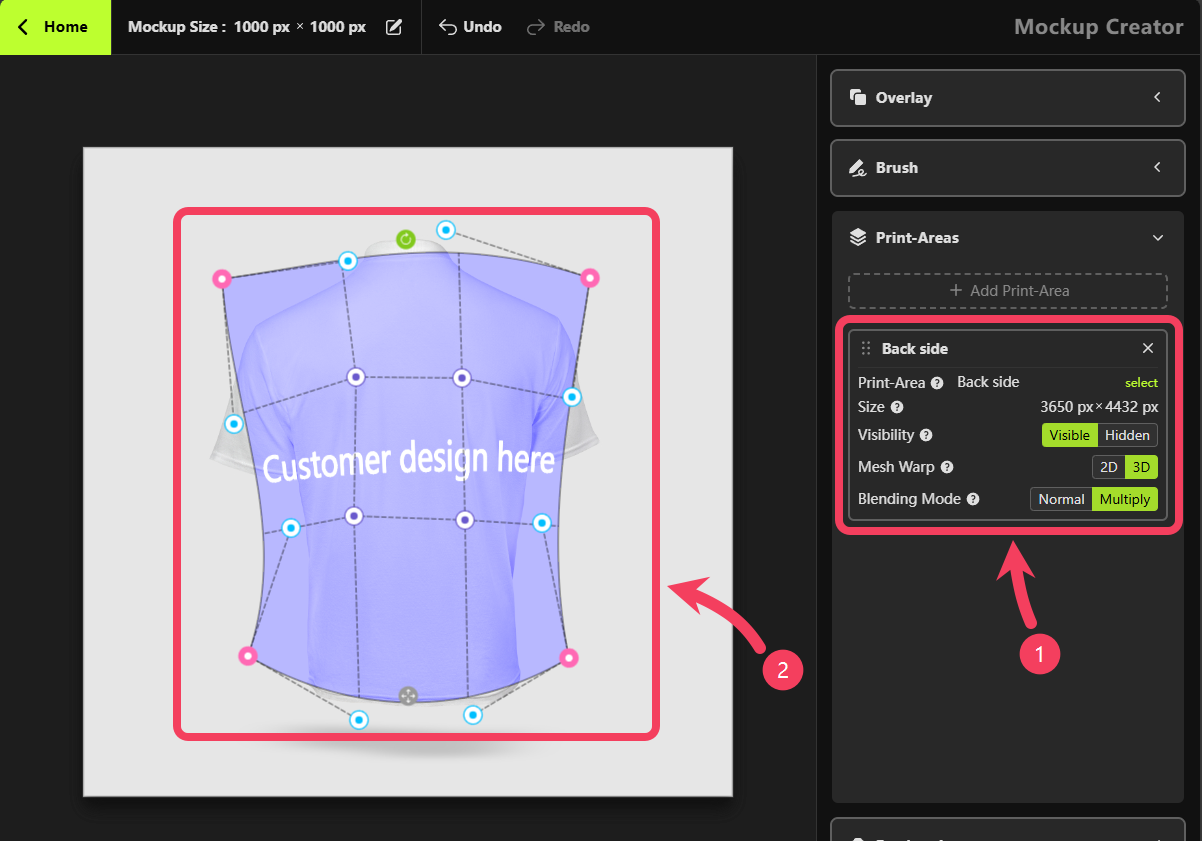 Home
Mockup Size : 1000 px × 1000 px
Undo
Redo
Mockup Creator
Overlay
Brush
Print-Areas
+ Add Print-Area
Back side
Print-Area ? Back side select
Size ? 3650 px×4432 px
Visibility ? Visible Hidden
Mesh Warp ? 2D 3D
Blending Mode ? Normal Multiply
Customer design here
1
2